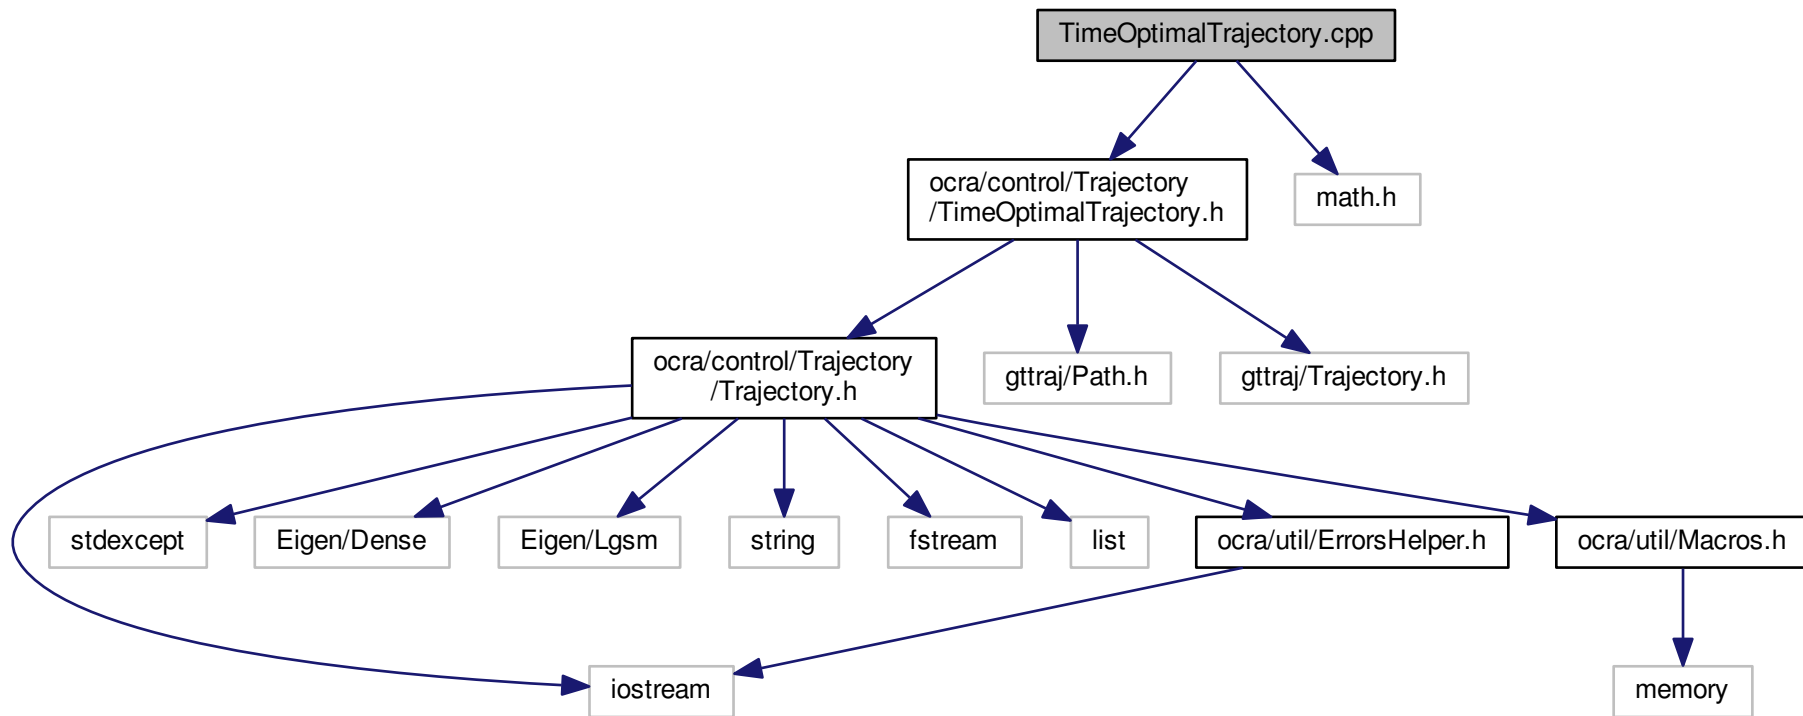 TimeOptimalTrajectory.cpp
ocra/control/Trajectory
/TimeOptimalTrajectory.h
math.h
ocra/control/Trajectory
/Trajectory.h
gttraj/Path.h
gttraj/Trajectory.h
stdexcept
Eigen/Dense
Eigen/Lgsm
string
fstream
list
ocra/util/ErrorsHelper.h
ocra/util/Macros.h
iostream
memory